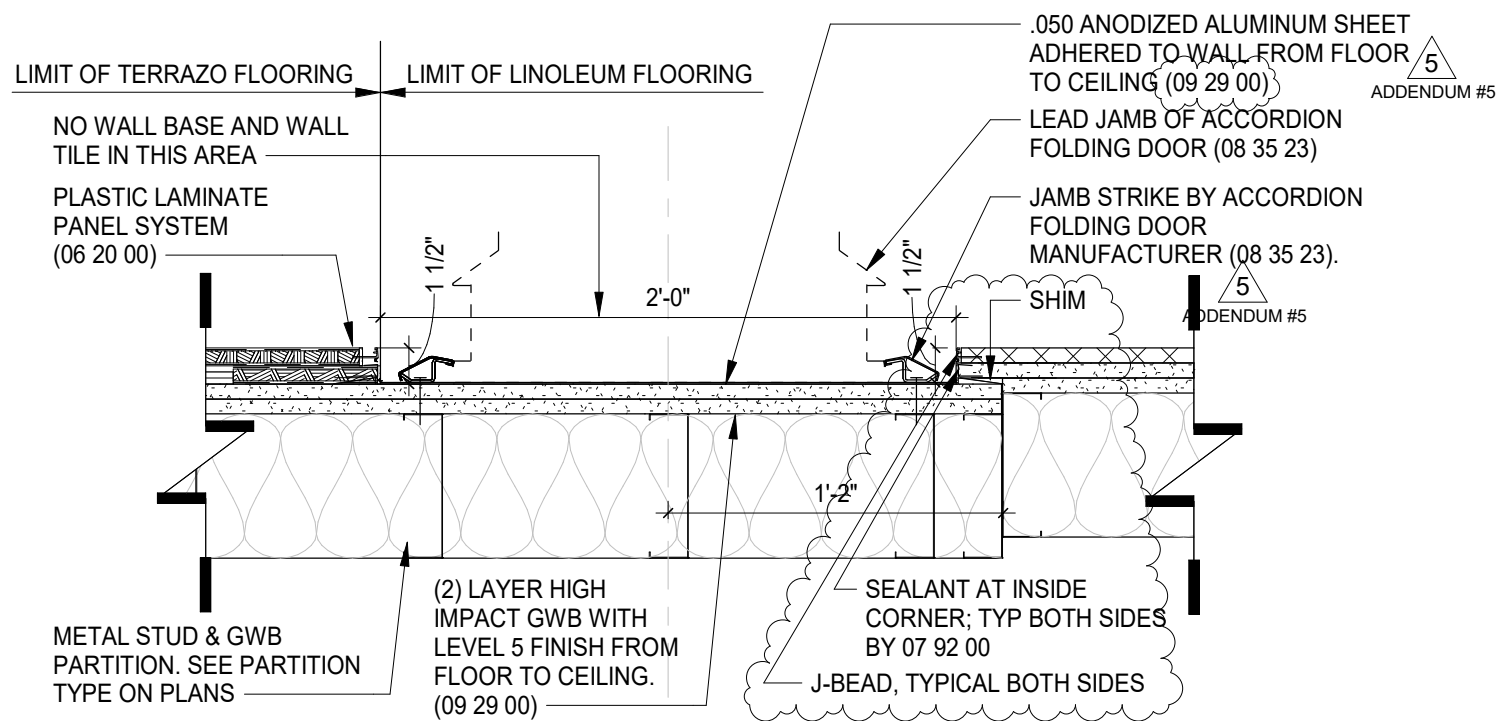 LIMIT OF TERRAZO FLOORING
LIMIT OF LINOLEUM FLOORING
.050 ANODIZED ALUMINUM SHEET
ADHERED TO WALL FROM FLOOR
TO CEILING (09 29 00)
5
ADDENDUM #5
NO WALL BASE AND WALL
TILE IN THIS AREA
LEAD JAMB OF ACCORDION
FOLDING DOOR (08 35 23)
PLASTIC LAMINATE
PANEL SYSTEM
(06 20 00)
JAMB STRIKE BY ACCORDION
FOLDING DOOR
MANUFACTURER (08 35 23).
1 1/2"
2'-0"
1 1/2"
SHIM
5
ADDENDUM #5
1'-2"
METAL STUD & GWB
PARTITION. SEE PARTITION
TYPE ON PLANS
(2) LAYER HIGH
IMPACT GWB WITH
LEVEL 5 FINISH FROM
FLOOR TO CEILING.
(09 29 00)
SEALANT AT INSIDE
CORNER; TYP BOTH SIDES
BY 07 92 00
J-BEAD, TYPICAL BOTH SIDES